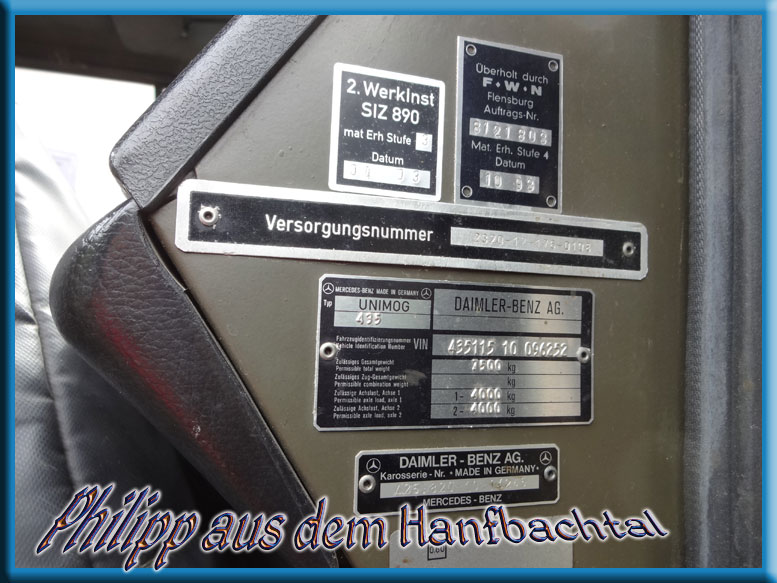 2. WerkInst
SIZ 890
mat Erh Stufe 3
Datum
Überholt durch
F·W·N
Flensburg
Auftrags-Nr.
8121803
Mat. Erh. Stufe 4
Datum
10 93
Versorgungsnummer
MERCEDES-BENZ MADE IN GERMANY
Typ UNIMOG DAIMLER-BENZ AG.
435
Fahrzeugidentifizierungsnummer
Vehicle Identification Number VIN 435115 10 096252
Zulässiges Gesamtgewicht 7500 kg
Permissible total weight
Zulässiges Zug-Gesamtgewicht kg
Permissible combination weight
Zulässige Achslast, Achse 1 1- 4000 kg
Permissible axle load, axle 1
Zulässige Achslast, Achse 2 2- 4000 kg
Permissible axle load, axle 2
DAIMLER - BENZ AG.
Karosserie - Nr. · MADE IN GERMANY ·
MERCEDES - BENZ
0.60
Philipp aus dem Hanfbachtal